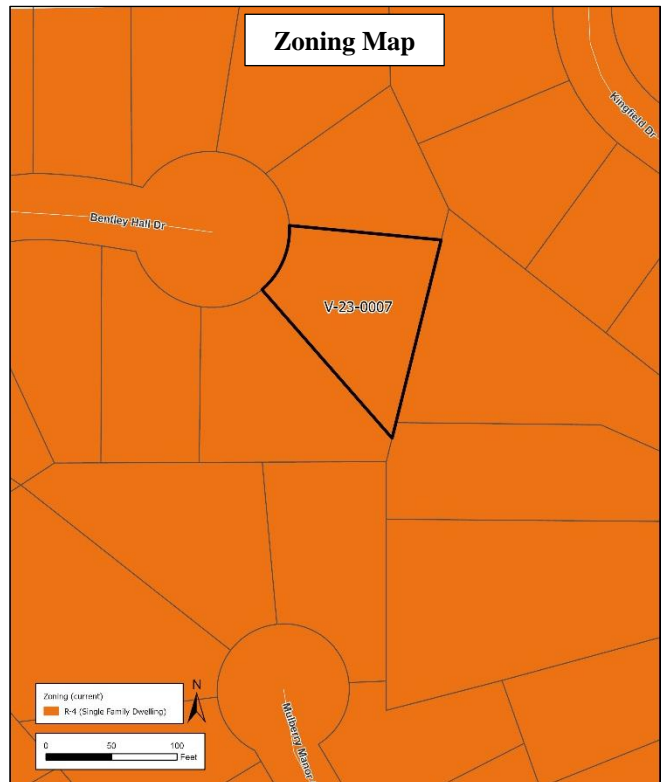 Zoning Map
Kingfield Dr
Bentley Hall Dr
V-23-0007
Zoning (current)
R-4 (Single Family Dwelling)
N
0 50 100
Feet
Mulberry Manor